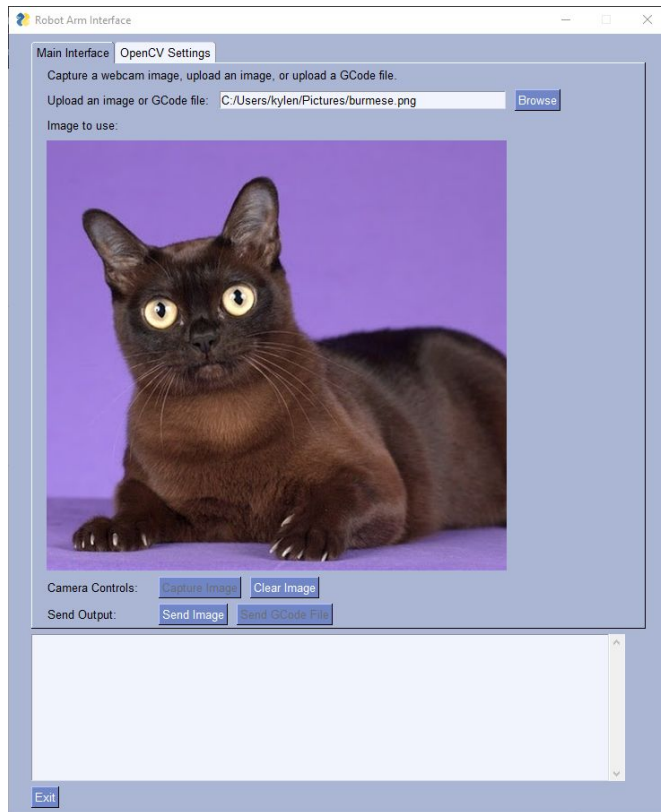 Robot Arm Interface
Main Interface OpenCV Settings
Capture a webcam image, upload an image, or upload a GCode file.
Upload an image or GCode file: C:/Users/kylen/Pictures/burmese.png Browse
Image to use:
Camera Controls: Capture Image Clear Image
Send Output: Send Image Send GCode File
Exit